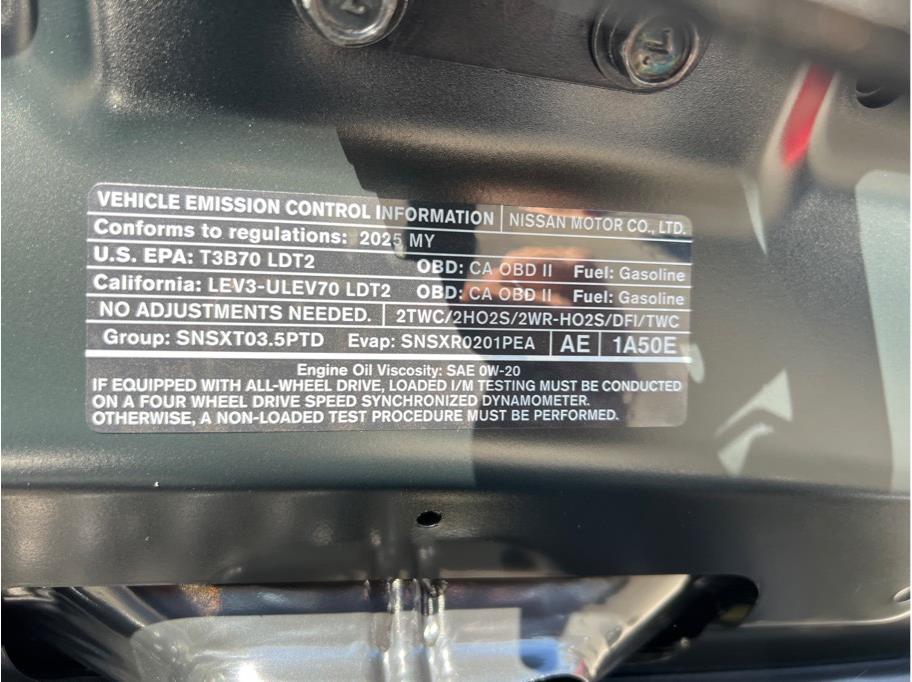 VEHICLE EMISSION CONTROL INFORMATION NISSAN MOTOR CO., LTD.
Conforms to regulations: 2025 MY
U.S. EPA: T3B70 LDT2 OBD: CA OBD II Fuel: Gasoline
California: LEV3-ULEV70 LDT2 OBD: CA OBD II Fuel: Gasoline
NO ADJUSTMENTS NEEDED. 2TWC/2HO2S/2WR-HO2S/DFI/TWC
Group: SNSXT03.5PTD Evap: SNSXR0201PEA AE 1A50E
Engine Oil Viscosity: SAE 0W-20
IF EQUIPPED WITH ALL-WHEEL DRIVE, LOADED I/M TESTING MUST BE CONDUCTED
ON A FOUR WHEEL DRIVE SPEED SYNCHRONIZED DYNAMOMETER.
OTHERWISE, A NON-LOADED TEST PROCEDURE MUST BE PERFORMED.